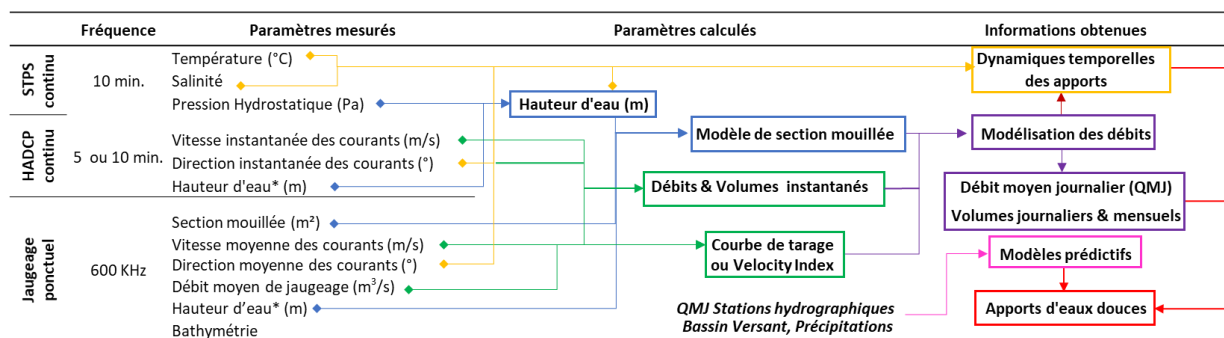 Fréquence
Paramètres mesurés
Paramètres calculés
Informations obtenues
STPS
continu
10 min.
Température (°C)
Salinité
Pression Hydrostatique (Pa)
Hauteur d'eau (m)
Dynamiques temporelles
des apports
HADCP
continu
5 ou 10 min.
Vitesse instantanée des courants (m/s)
Direction instantanée des courants (°)
Hauteur d'eau* (m)
Modèle de section mouillée
Modélisation des débits
Débits & Volumes instantanés
Débit moyen journalier (QMJ)
Volumes journaliers & mensuels
Jaugeage
ponctuel
600 KHz
Section mouillée (m²)
Vitesse moyenne des courants (m/s)
Direction moyenne des courants (°)
Débit moyen de jaugeage (m³/s)
Hauteur d’eau* (m)
Bathymétrie
Courbe de tarage
ou Velocity Index
Modèles prédictifs
QMJ Stations hydrographiques
Bassin Versant, Précipitations
Apports d'eaux douces